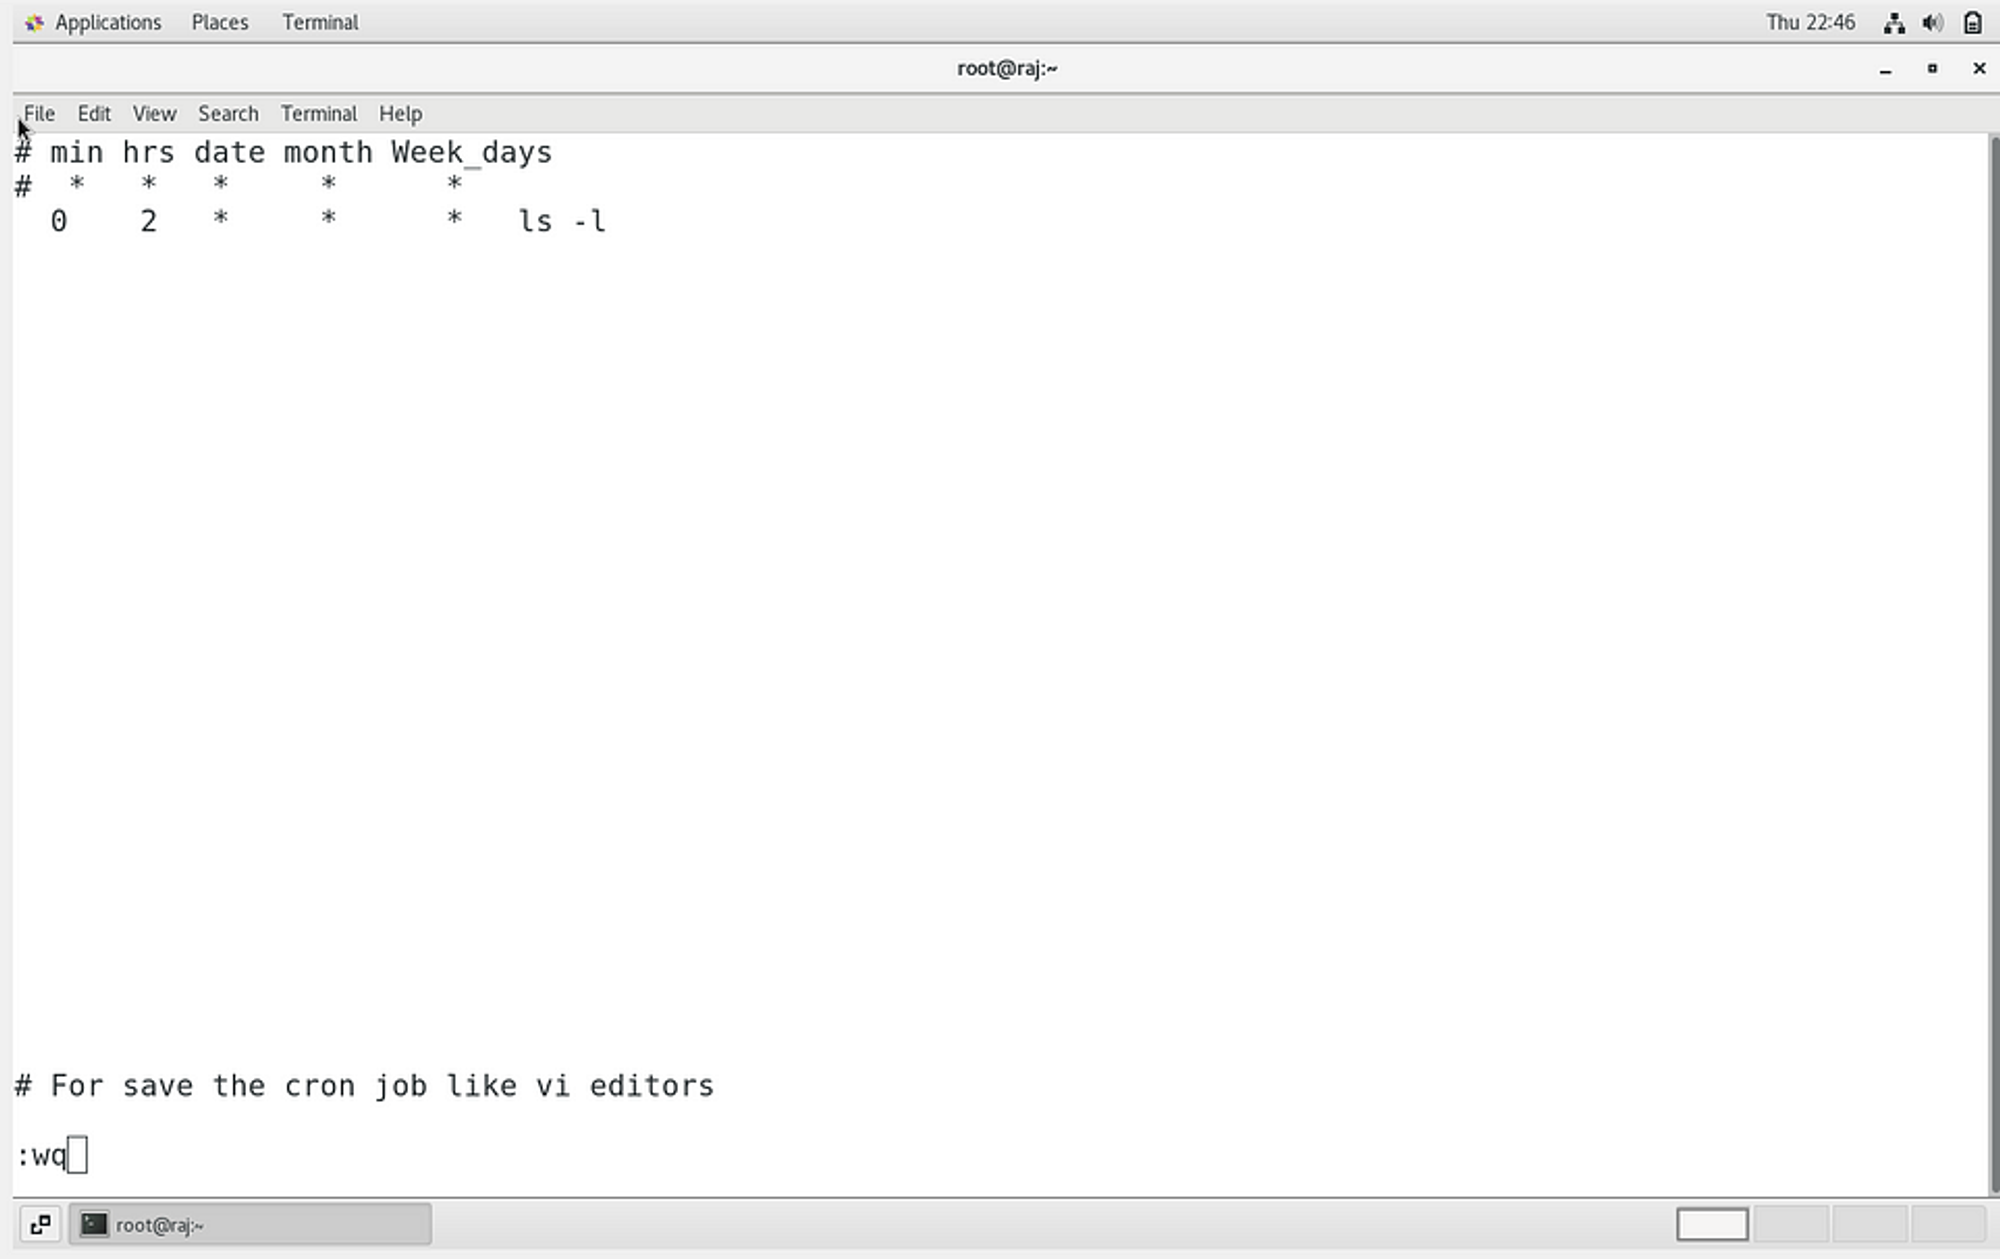 Applications Places Terminal Thu 22:46
root@raj:~
File Edit View Search Terminal Help
# min hrs date month Week_days
# * * * * *
0 2 * * * ls -l
# For save the cron job like vi editors
:wq
root@raj:~